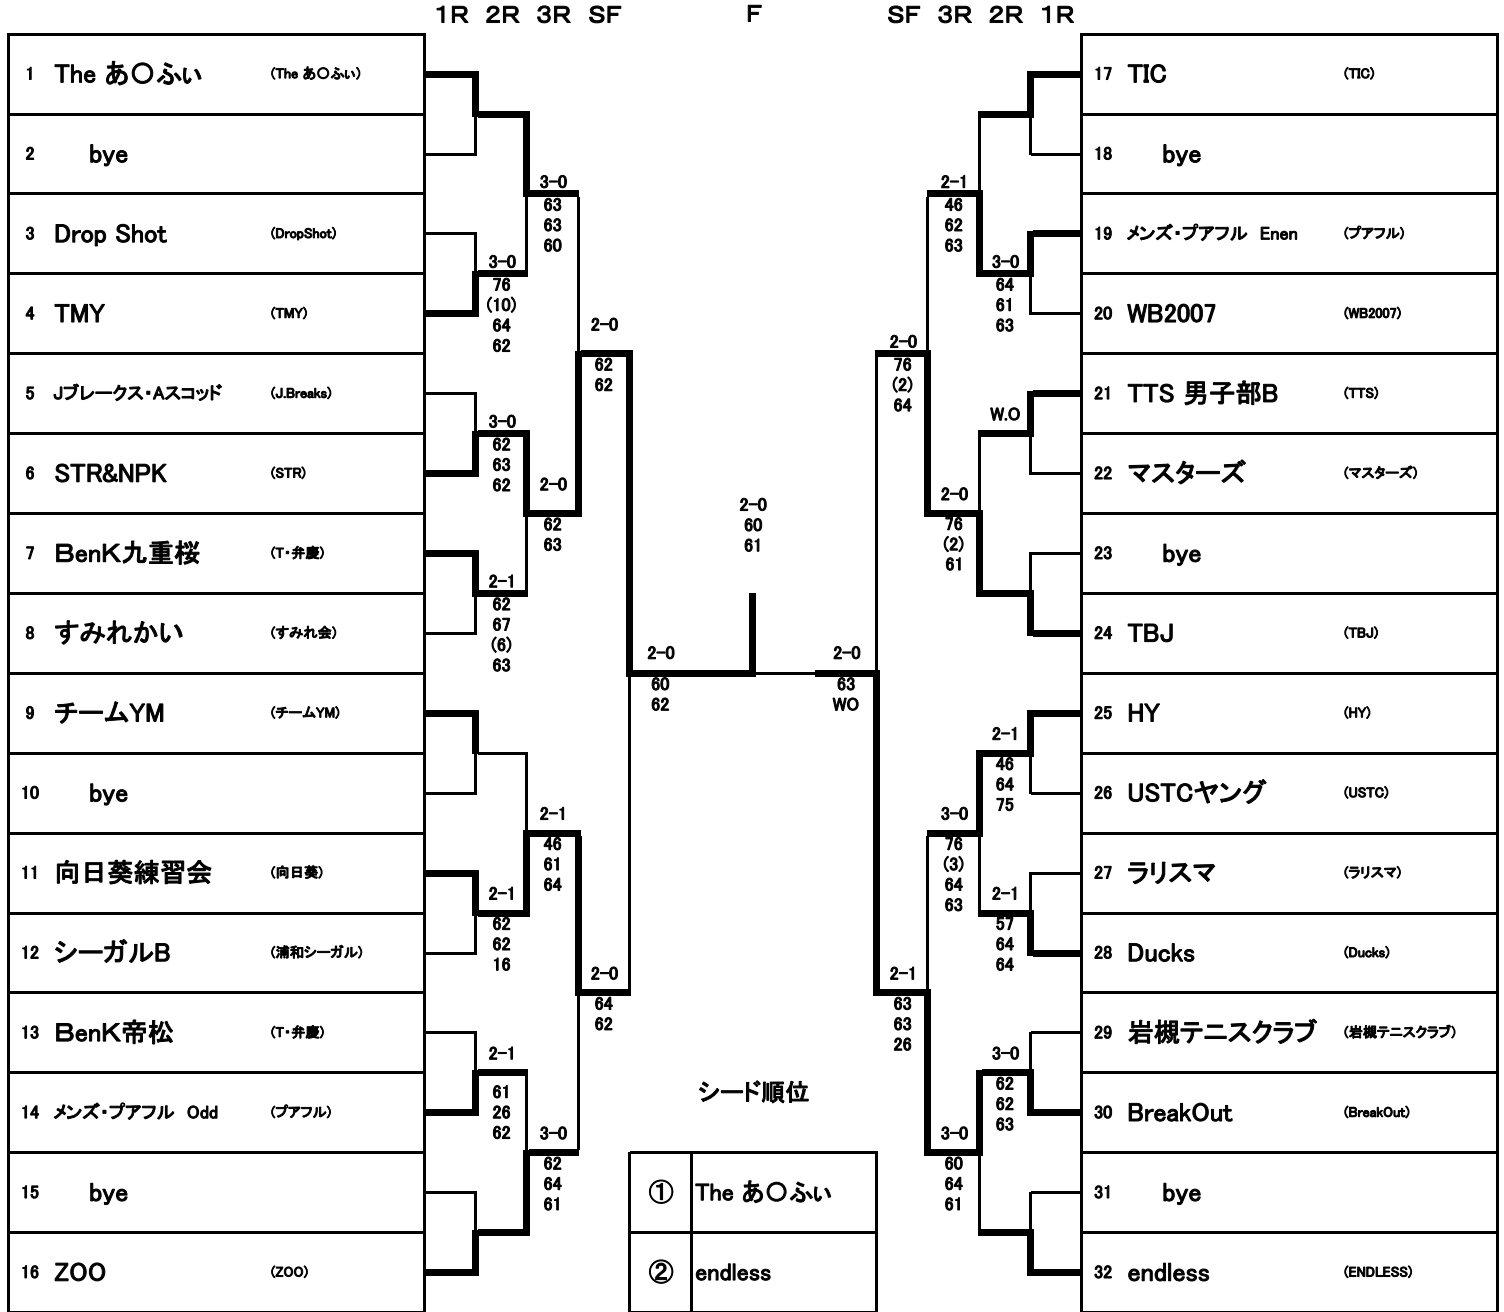 1R 2R 3R SF F SF 3R 2R 1R
1 The あ〇ふぃ (The あ〇ふぃ)
2 bye
3 Drop Shot (DropShot)
4 TMY (TMY)
5 Jブレークス・Aスコッド (J.Breaks)
6 STR&NPK (STR)
7 BenK九重桜 (T・弁慶)
8 すみれかい (すみれ会)
9 チームYM (チームYM)
10 bye
11 向日葵練習会 (向日葵)
12 シーガルB (浦和シーガル)
13 BenK帝松 (T・弁慶)
14 メンズ・プアフル Odd (プアフル)
15 bye
16 ZOO (ZOO)
3-0
76
(10)
64
62
3-0
62
63
62
2-1
62
67
(6)
63
2-1
62
62
16
2-1
61
26
62
3-0
63
63
60
2-0
62
63
2-1
46
61
64
3-0
62
64
61
2-0
62
62
2-0
64
62
2-0
60
62
2-0
60
61
2-0
63
WO
2-0
76
(2)
64
2-1
63
63
26
2-1
46
62
63
2-0
76
(2)
61
3-0
76
(3)
64
63
3-0
60
64
61
3-0
64
61
63
W.O
2-1
46
64
75
2-1
57
64
64
3-0
62
62
63
17 TIC (TIC)
18 bye
19 メンズ・プアフル Enen (プアフル)
20 WB2007 (WB2007)
21 TTS 男子部B (TTS)
22 マスターズ (マスターズ)
23 bye
24 TBJ (TBJ)
25 HY (HY)
26 USTCヤング (USTC)
27 ラリスマ (ラリスマ)
28 Ducks (Ducks)
29 岩槻テニスクラブ (岩槻テニスクラブ)
30 BreakOut (BreakOut)
31 bye
32 endless (ENDLESS)
シード順位
① The あ〇ふぃ
② endless